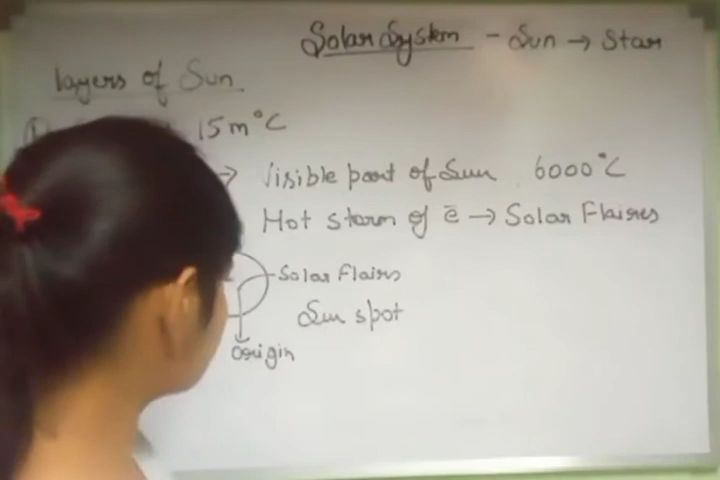 Solar System - Sun → Star
layers of Sun
15m°C
→ Visible part of Sun 6000°C
Hot storm of ē → Solar Flaires
Solar Flairs
Sun spot
Origin